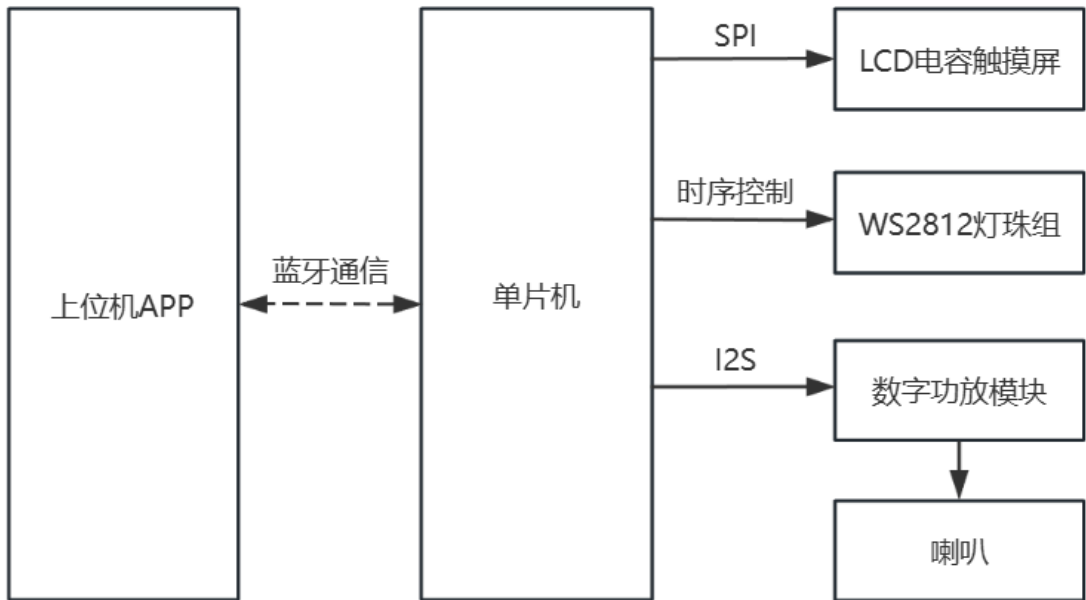 SPI
LCD电容触摸屏
时序控制
WS2812灯珠组
蓝牙通信
上位机APP
单片机
I2S
数字功放模块
喇叭